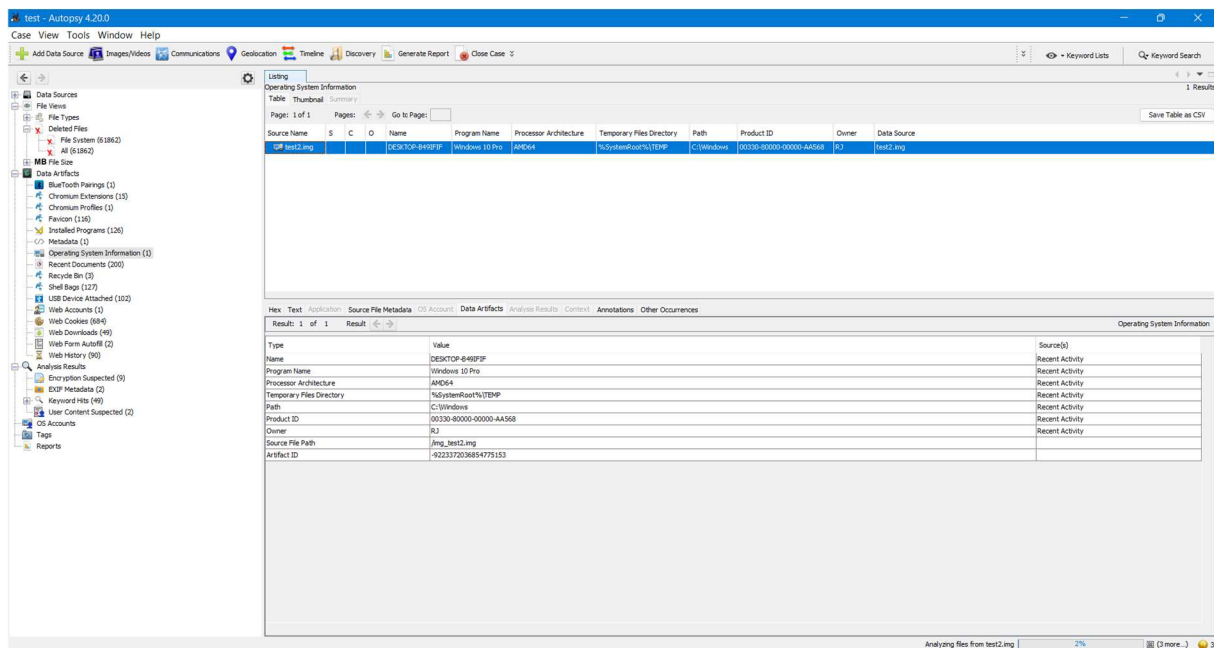 test - Autopsy 4.20.0
Case View Tools Window Help
Add Data Source Images/Videos Communications Geolocation Timeline Discovery Generate Report Close Case Keyword Lists Keyword Search
Listing
Operating System Information
1 Results
Table Thumbnail Summary
Page: 1 of 1 Pages: Go to Page: Save Table as CSV
Source Name S C O Name Program Name Processor Architecture Temporary Files Directory Path Product ID Owner Data Source
test2.img DESKTOP-B49IFIF Windows 10 Pro AMD64 %SystemRoot%\TEMP C:\Windows 00330-80000-00000-AA568 RJ test2.img
Data Sources
File Views
File Types
Deleted Files
File System (61862)
All (61862)
MB File Size
Data Artifacts
BlueTooth Pairings (1)
Chromium Extensions (15)
Chromium Profiles (1)
Favicon (116)
Installed Programs (126)
Metadata (1)
Operating System Information (1)
Recent Documents (200)
Recycle Bin (3)
Shell Bags (127)
USB Device Attached (102)
Web Accounts (1)
Web Cookies (684)
Web Downloads (49)
Web Form Autofill (2)
Web History (90)
Analysis Results
Encryption Suspected (9)
EXIF Metadata (2)
Keyword Hits (49)
User Content Suspected (2)
OS Accounts
Tags
Reports
Hex Text Application Source File Metadata OS Account Data Artifacts Analysis Results Context Annotations Other Occurrences
Result: 1 of 1 Result Operating System Information
Type Value Source(s)
Name DESKTOP-B49IFIF Recent Activity
Program Name Windows 10 Pro Recent Activity
Processor Architecture AMD64 Recent Activity
Temporary Files Directory %SystemRoot%\TEMP Recent Activity
Path C:\Windows Recent Activity
Product ID 00330-80000-00000-AA568 Recent Activity
Owner RJ Recent Activity
Source File Path /img_test2.img
Artifact ID -9223372036854775153
Analyzing files from test2.img 2% (3 more...) 3